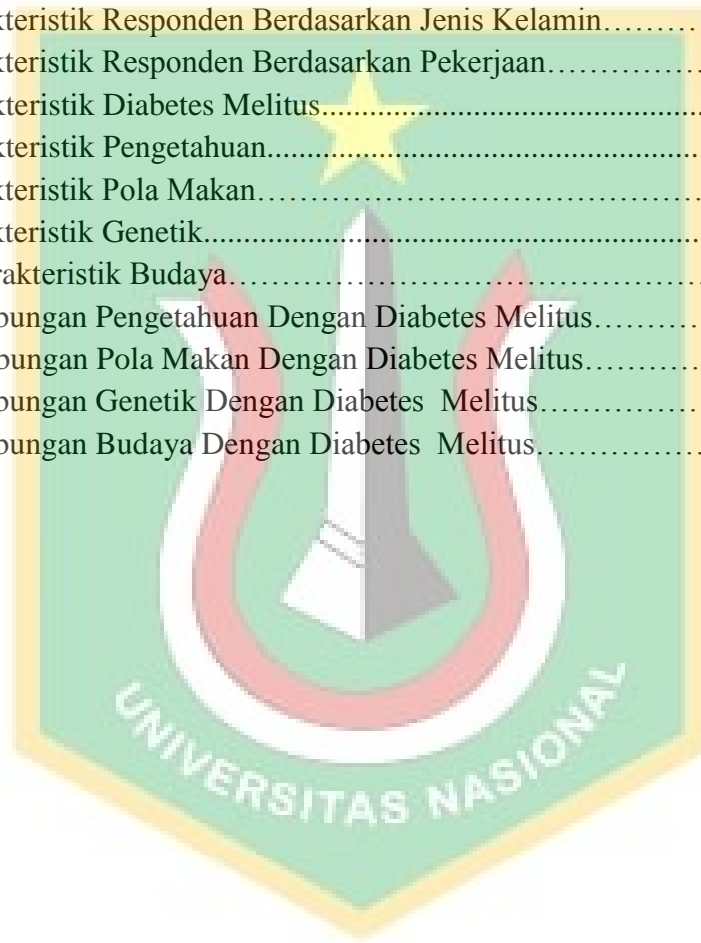 kteristik Responden Berdasarkan Jenis Kelamin……
kteristik Responden Berdasarkan Pekerjaan……………
kteristik Diabetes Melitus..................................................
kteristik Pengetahuan.........................................................
kteristik Pola Makan……………………………………
kteristik Genetik..................................................................
rakteristik Budaya………………………………………
bungan Pengetahuan Dengan Diabetes Melitus………
bungan Pola Makan Dengan Diabetes Melitus………
bungan Genetik Dengan Diabetes Melitus……………
bungan Budaya Dengan Diabetes Melitus……………
UNIVERSITAS NASIONAL